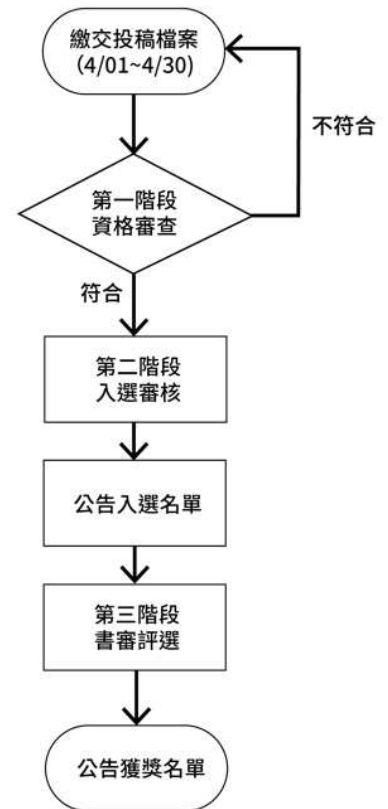 繳交投稿檔案
(4/01~4/30)
不符合
第一階段
資格審查
符合
第二階段
入選審核
公告入選名單
第三階段
書審評選
公告獲獎名單